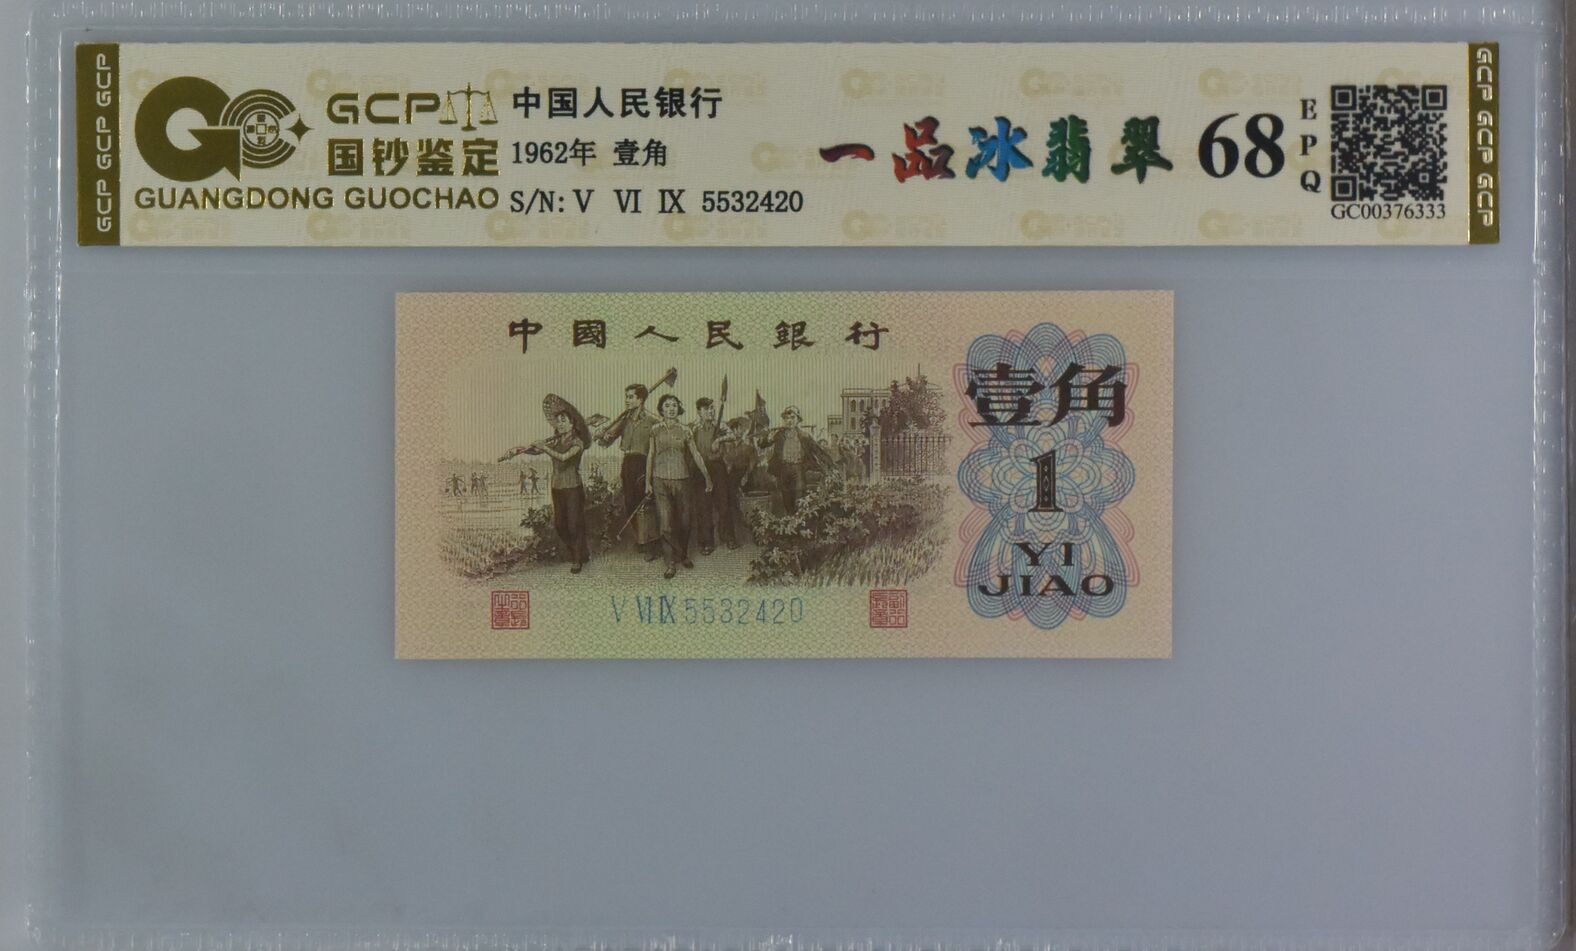 GCP GCP GCP
GCP
国钞鉴定
GUANGDONG GUOCHAO
中国人民银行
1962年 壹角
S/N: V VI IX 5532420
一品冰翡翠
68
EPQ
GC00376333
GCP GCP GCP
中國人民銀行
壹角
1
YI
JIAO
V VI IX 5532420